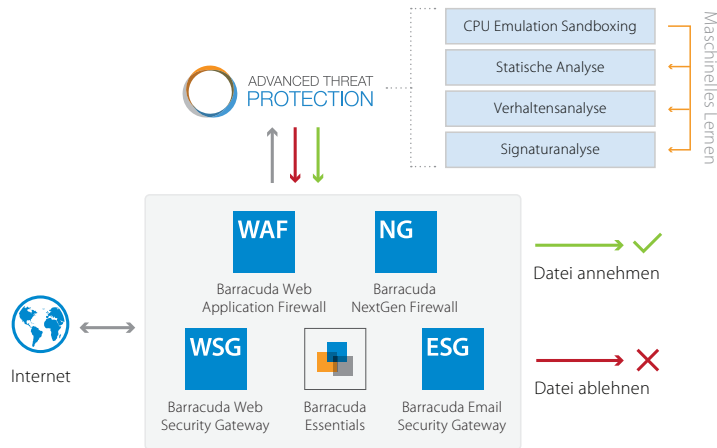 CPU Emulation Sandboxing
Statische Analyse
Verhaltensanalyse
Signaturanalyse
Maschinelles Lernen
ADVANCED THREAT
PROTECTION
WAF
Barracuda Web
Application Firewall
NG
Barracuda
NextGen Firewall
WSG
Barracuda Web
Security Gateway
Barracuda
Essentials
ESG
Barracuda Email
Security Gateway
Internet
Datei annehmen
Datei ablehnen